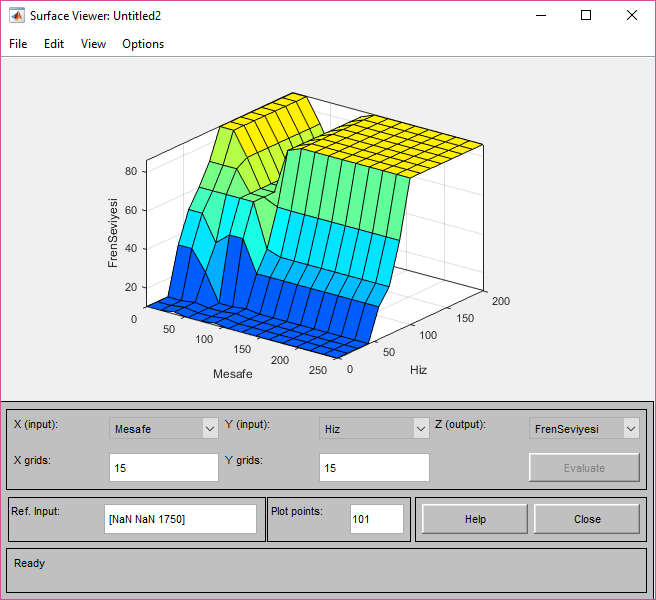 Surface Viewer: Untitled2
File Edit View Options
80
60
40
20
0
FrenSeviyesi
50
100
150
200
250
Mesafe
0
50
100
150
200
Hiz
X (input): Mesafe Y (input): Hiz Z (output): FrenSeviyesi
X grids: 15 Y grids: 15 Evaluate
Ref. Input: [NaN NaN 1750] Plot points: 101 Help Close
Ready